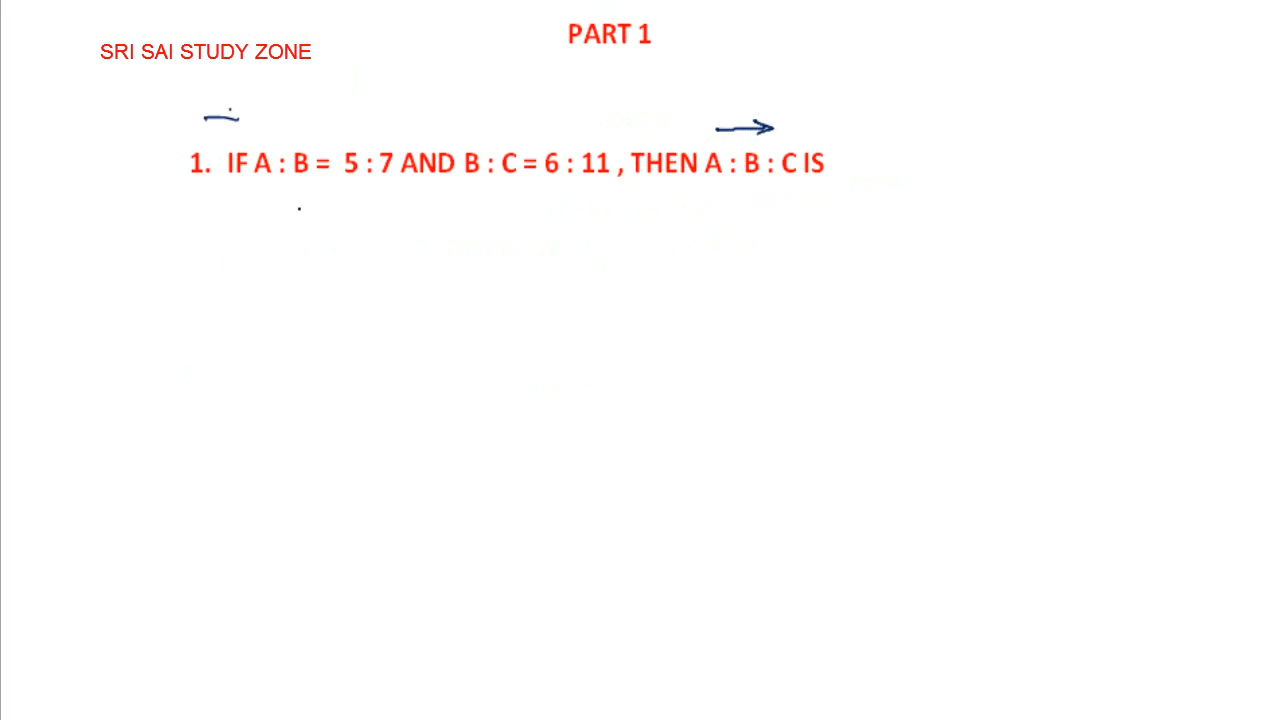 PART 1
SRI SAI STUDY ZONE
1. IF A : B = 5 : 7 AND B : C = 6 : 11 , THEN A : B : C IS